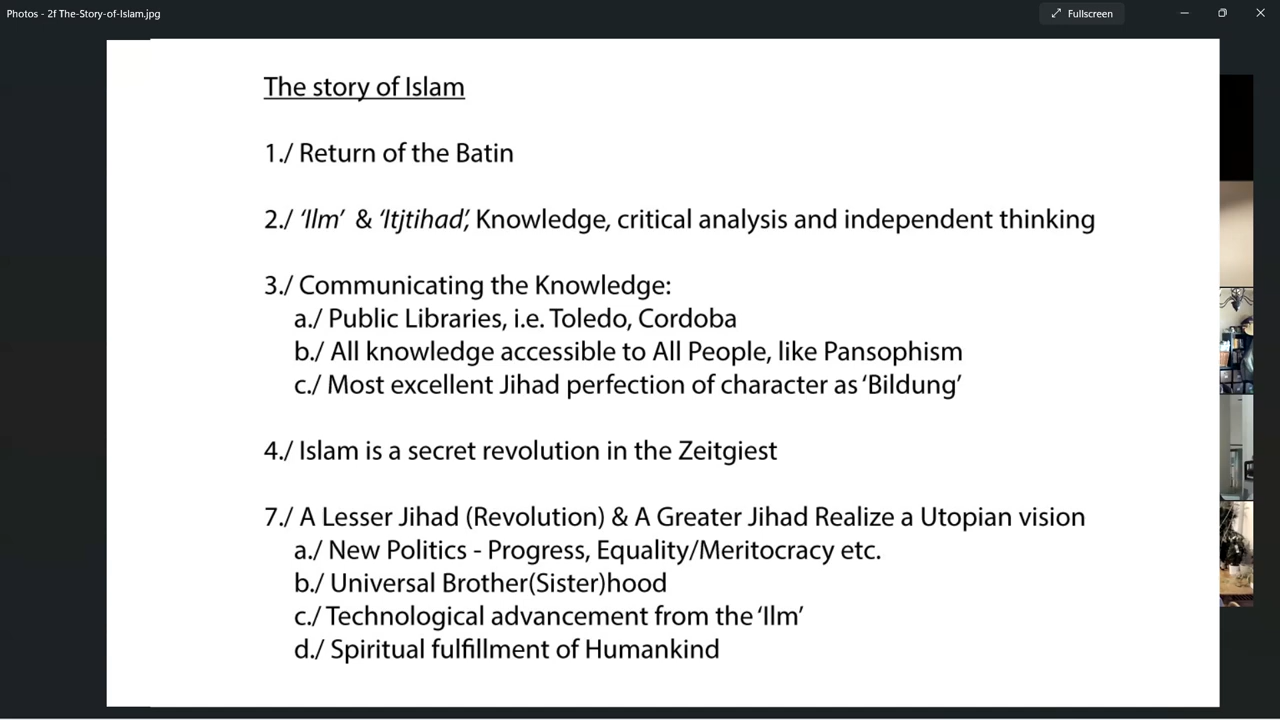 Photos - 2f The-Story-of-Islam.jpg
Fullscreen
The story of Islam
1./ Return of the Batin
2./ ‘Ilm’ & ‘Itjtihad’, Knowledge, critical analysis and independent thinking
3./ Communicating the Knowledge:
a./ Public Libraries, i.e. Toledo, Cordoba
b./ All knowledge accessible to All People, like Pansophism
c./ Most excellent Jihad perfection of character as ‘Bildung’
4./ Islam is a secret revolution in the Zeitgiest
7./ A Lesser Jihad (Revolution) & A Greater Jihad Realize a Utopian vision
a./ New Politics - Progress, Equality/Meritocracy etc.
b./ Universal Brother(Sister)hood
c./ Technological advancement from the ‘Ilm’
d./ Spiritual fulfillment of Humankind